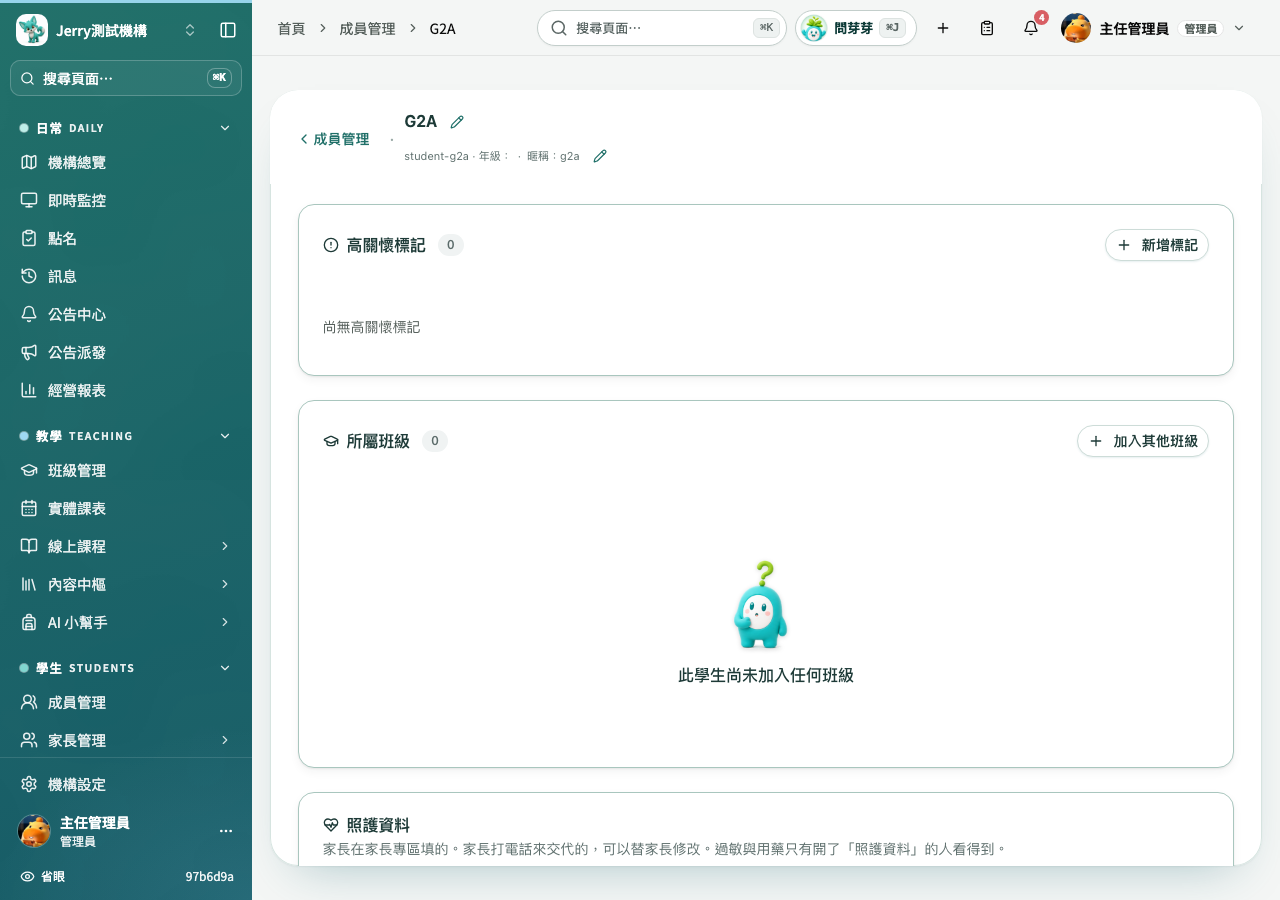 Jerry測試機構
搜尋頁面⋯ ⌘K
日常 DAILY
機構總覽
即時監控
點名
訊息
公告中心
公告派發
經營報表
教學 TEACHING
班級管理
實體課表
線上課程
內容中樞
AI 小幫手
學生 STUDENTS
成員管理
家長管理
機構設定
主任管理員
管理員
省眼 97b6d9a
首頁 成員管理 G2A
搜尋頁面⋯ ⌘K
問芽芽 ⌘J
4
主任管理員 管理員
成員管理 · G2A
student-g2a · 年級： · 暱稱：g2a
高關懷標記 0
新增標記
尚無高關懷標記
所屬班級 0
加入其他班級
此學生尚未加入任何班級
照護資料
家長在家長專區填的。家長打電話來交代的，可以替家長修改。過敏與用藥只有開了「照護資料」的人看得到。